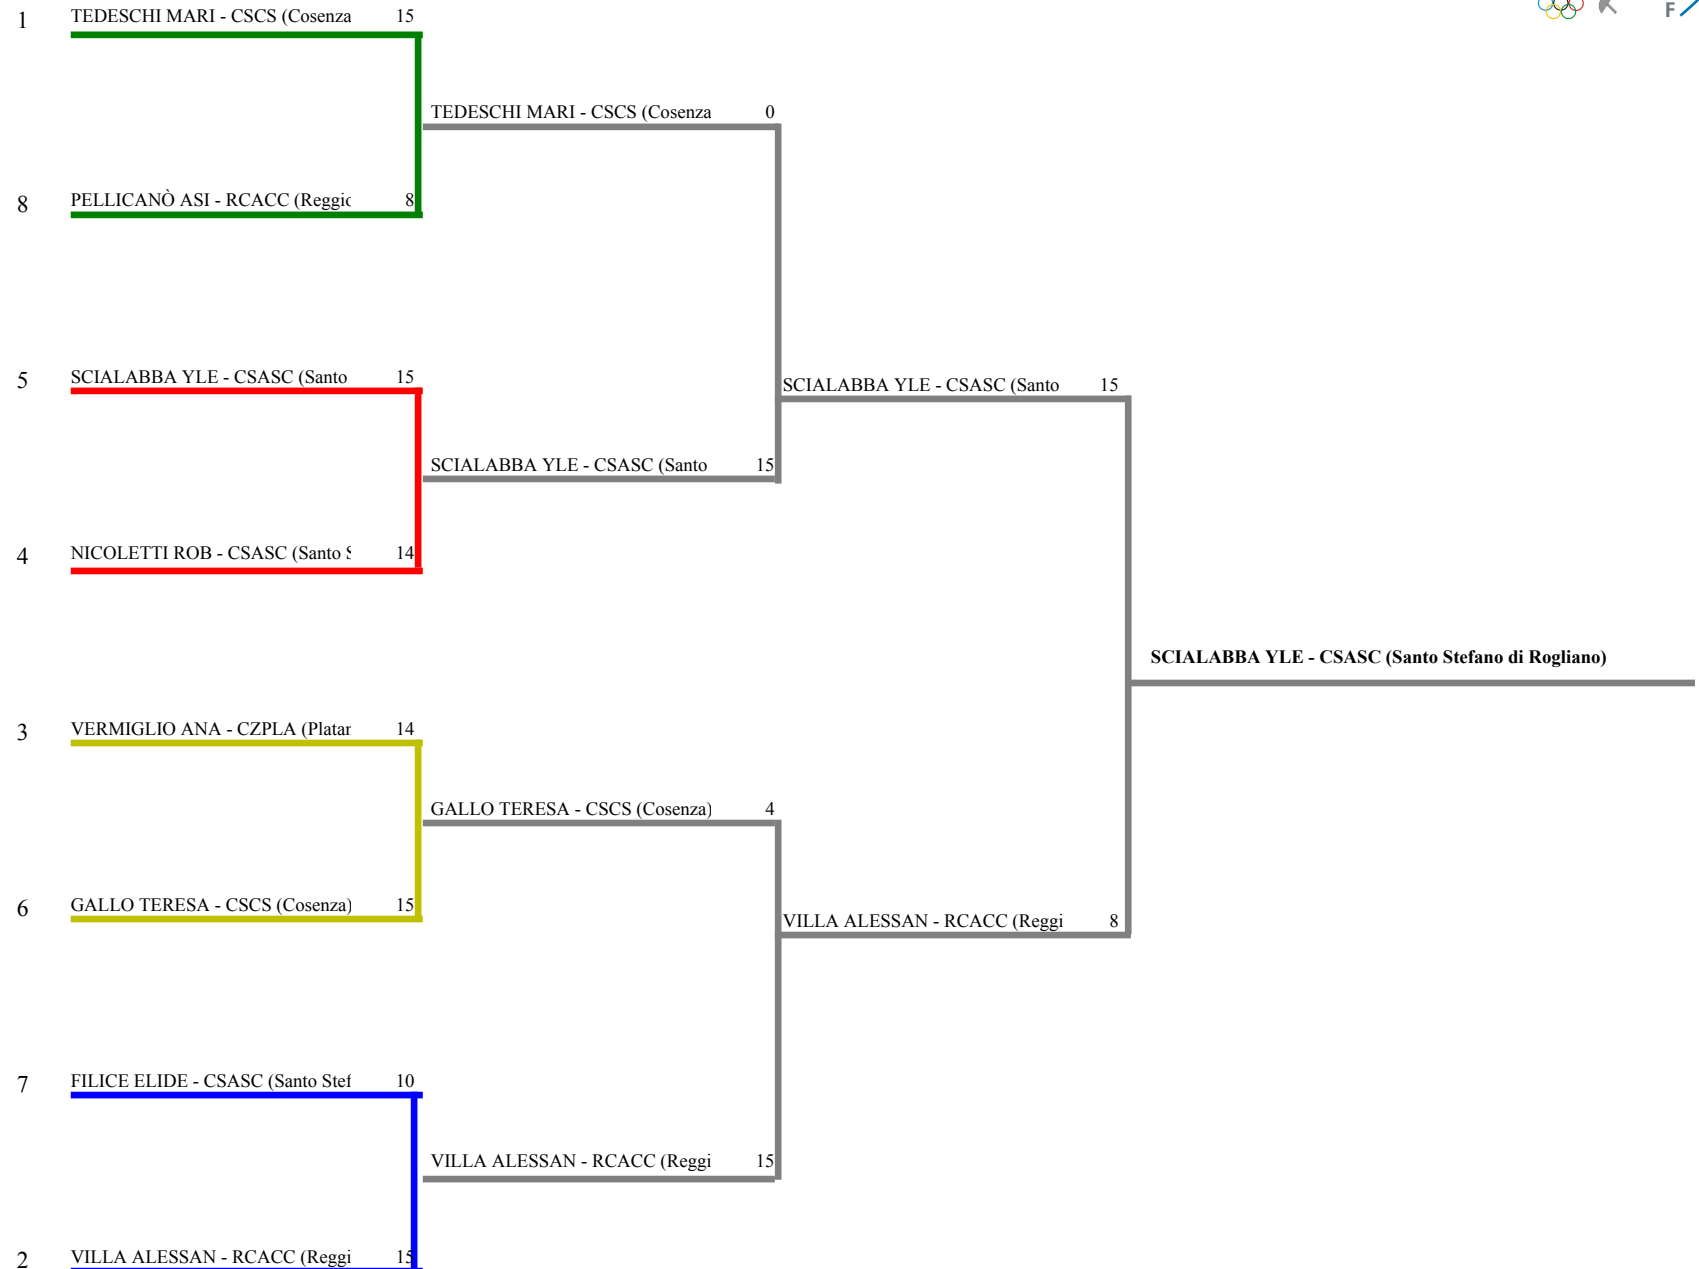 1 TEDESCHI MARI - CSCS (Cosenza 15
F
TEDESCHI MARI - CSCS (Cosenza 0
8 PELLICANÒ ASI - RCACC (Reggio 8
5 SCIALABBA YLE - CSASC (Santo 15
SCIALABBA YLE - CSASC (Santo 15
SCIALABBA YLE - CSASC (Santo 15
4 NICOLETTI ROB - CSASC (Santo S 14
SCIALABBA YLE - CSASC (Santo Stefano di Rogliano)
3 VERMIGLIO ANA - CZPLA (Platan 14
GALLO TERESA - CSCS (Cosenza) 4
6 GALLO TERESA - CSCS (Cosenza) 15
VILLA ALESSAN - RCACC (Reggi 8
7 FILICE ELIDE - CSASC (Santo Stef 10
VILLA ALESSAN - RCACC (Reggi 15
2 VILLA ALESSAN - RCACC (Reggi 15